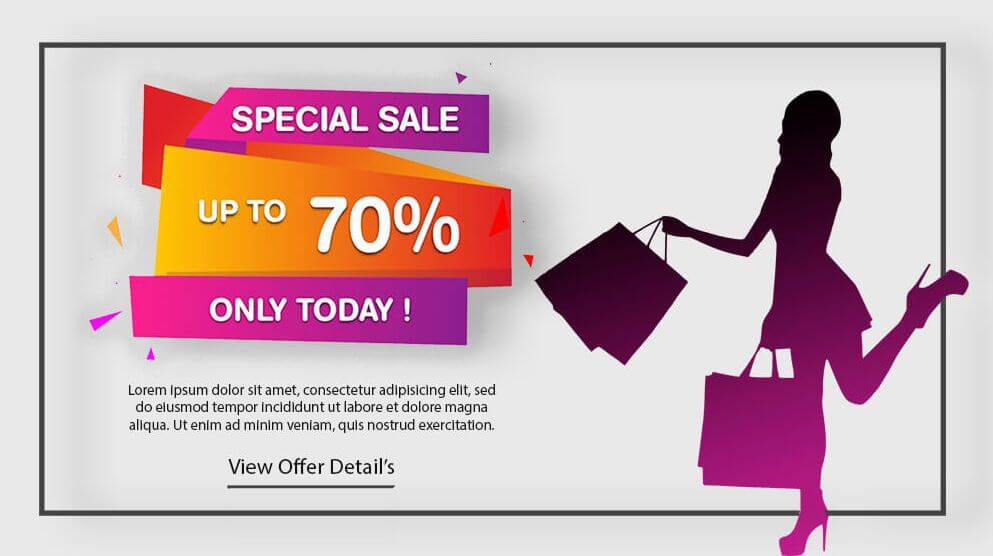 SPECIAL SALE
UP TO 70%
ONLY TODAY !
Lorem ipsum dolor sit amet, consectetur adipisicing elit, sed
do eiusmod tempor incididunt ut labore et dolore magna
aliqua. Ut enim ad minim veniam, quis nostrud exercitation.
View Offer Detail’s